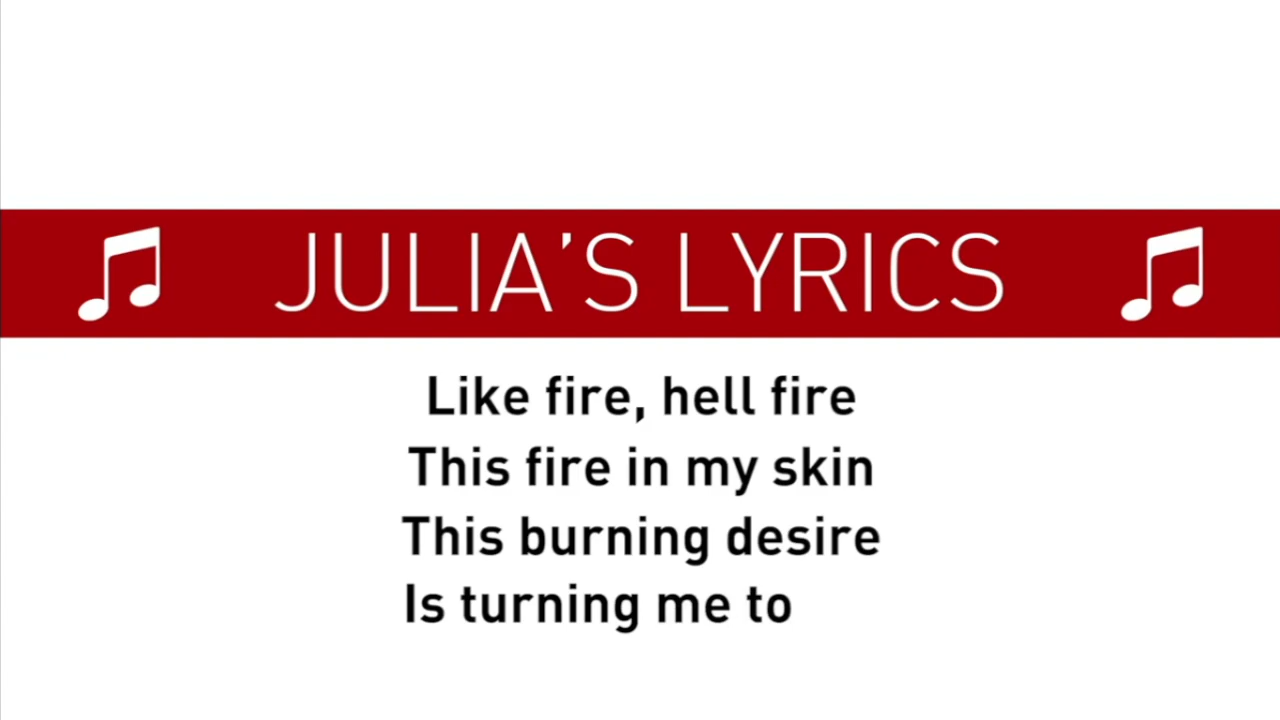 JULIA'S LYRICS
Like fire, hell fire
This fire in my skin
This burning desire
Is turning me to